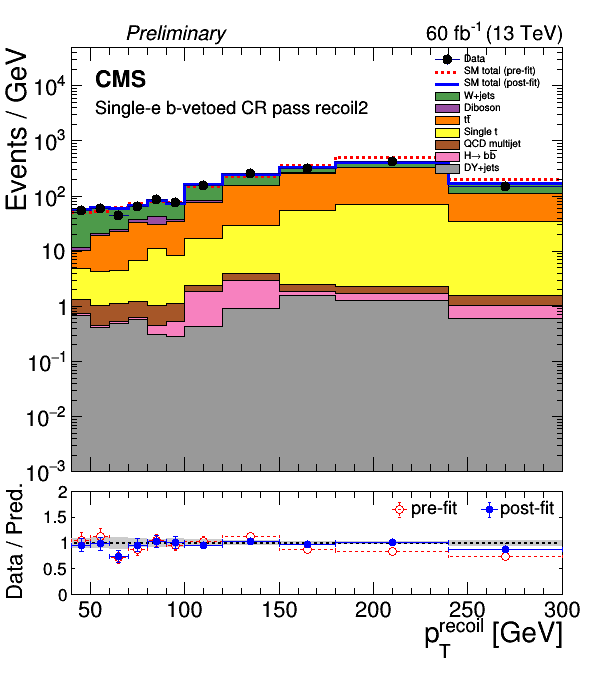 Preliminary 60 fb⁻¹ (13 TeV)
Events / GeV
10⁴
10³
10²
10
1
10⁻¹
10⁻²
10⁻³
CMS
Single-e b-vetoed CR pass recoil2
Data
SM total (pre-fit)
SM total (post-fit)
W+jets
Diboson
tt̅
Single t
QCD multijet
H→ bb̅
DY+jets
Data / Pred.
2
1.5
1
0.5
0
pre-fit post-fit
50 100 150 200 250 300
p_T^recoil [GeV]